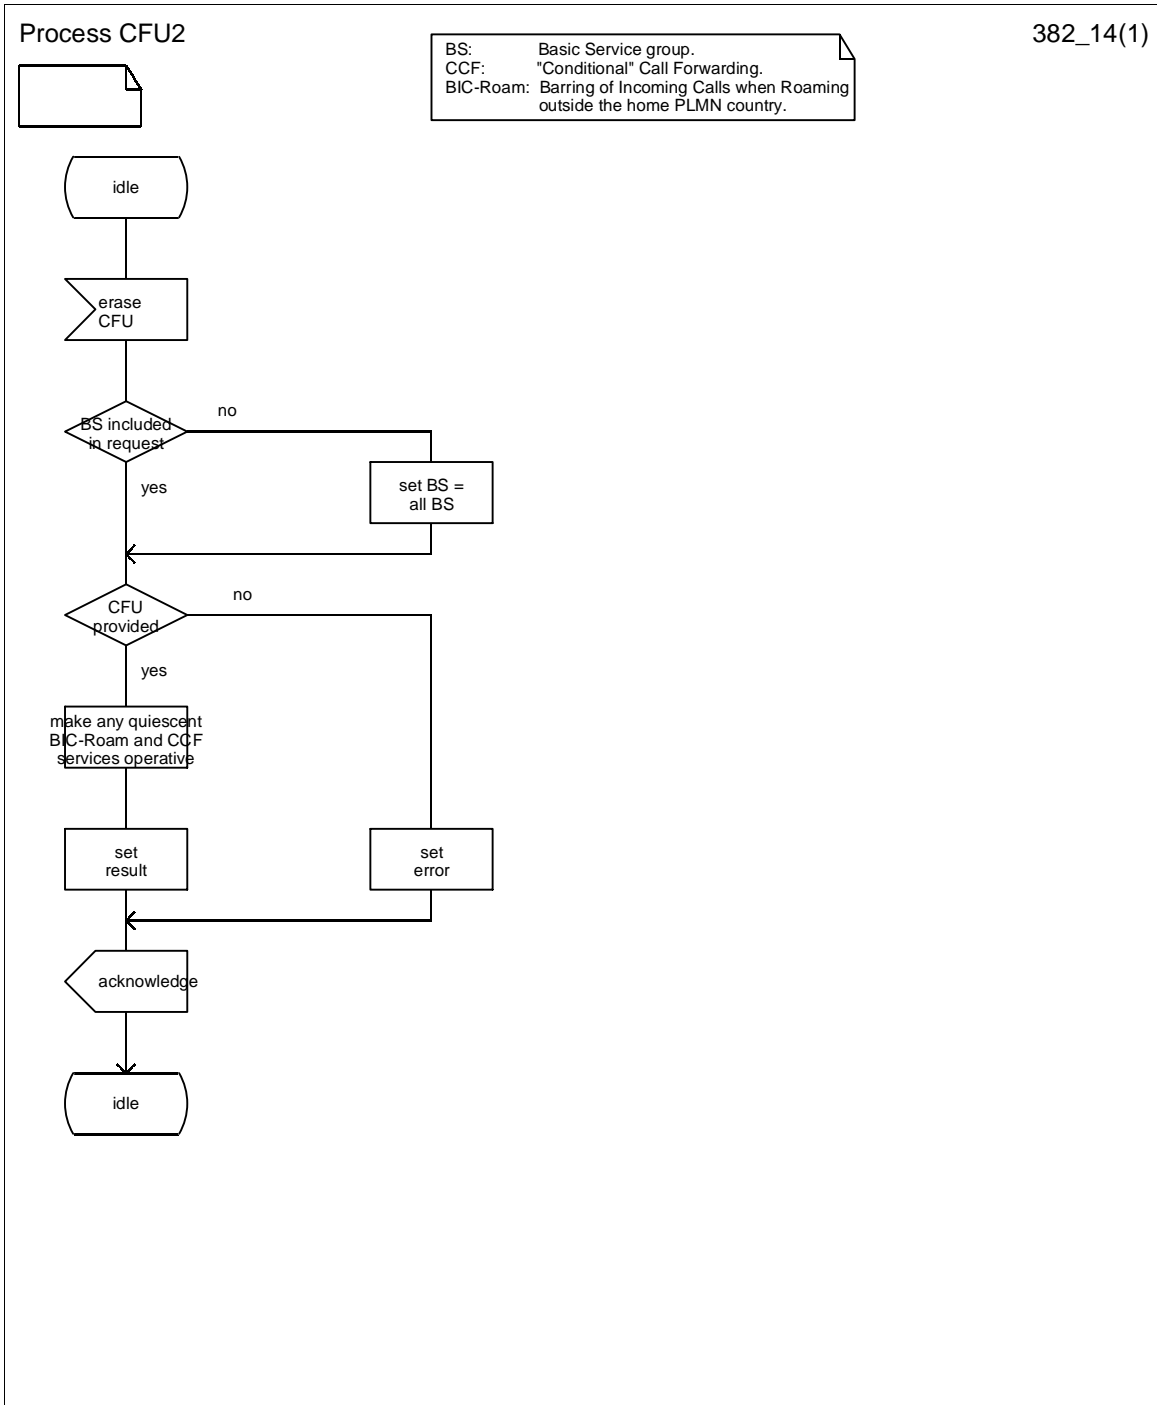 Process CFU2
382_14(1)
BS: Basic Service group.
CCF: "Conditional" Call Forwarding.
BIC-Roam: Barring of Incoming Calls when Roaming
outside the home PLMN country.
idle
erase
CFU
BS included
in request
no
yes
set BS =
all BS
CFU
provided
no
yes
make any quiescent
BIC-Roam and CCF
services operative
set
result
set
error
acknowledge
idle